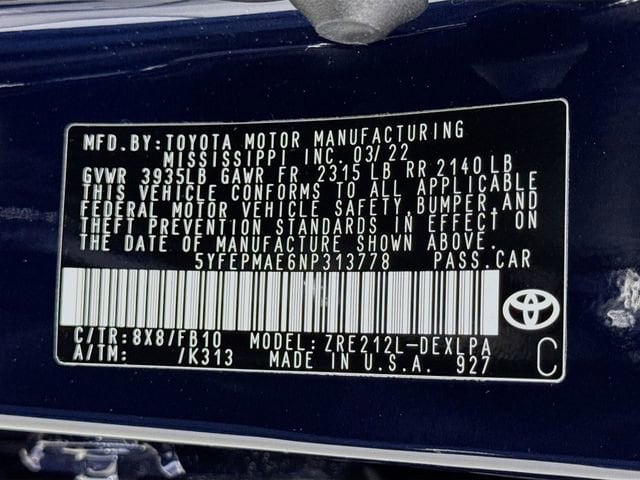 MFD.BY: TOYOTA MOTOR MANUFACTURING
MISSISSIPPI INC. 03/22
GVWR 3935LB GAWR FR 2315 LB RR 2140 LB
THIS VEHICLE CONFORMS TO ALL APPLICABLE
FEDERAL MOTOR VEHICLE SAFETY, BUMPER, AND
THEFT PREVENTION STANDARDS IN EFFECT ON
THE DATE OF MANUFACTURE SHOWN ABOVE.
5YFEPMAE6NP313778 PASS.CAR
C/TR: 8X8/FB10 MODEL: ZRE212L-DEXLPA
A/TM: /K313 MADE IN U.S.A. 927 C